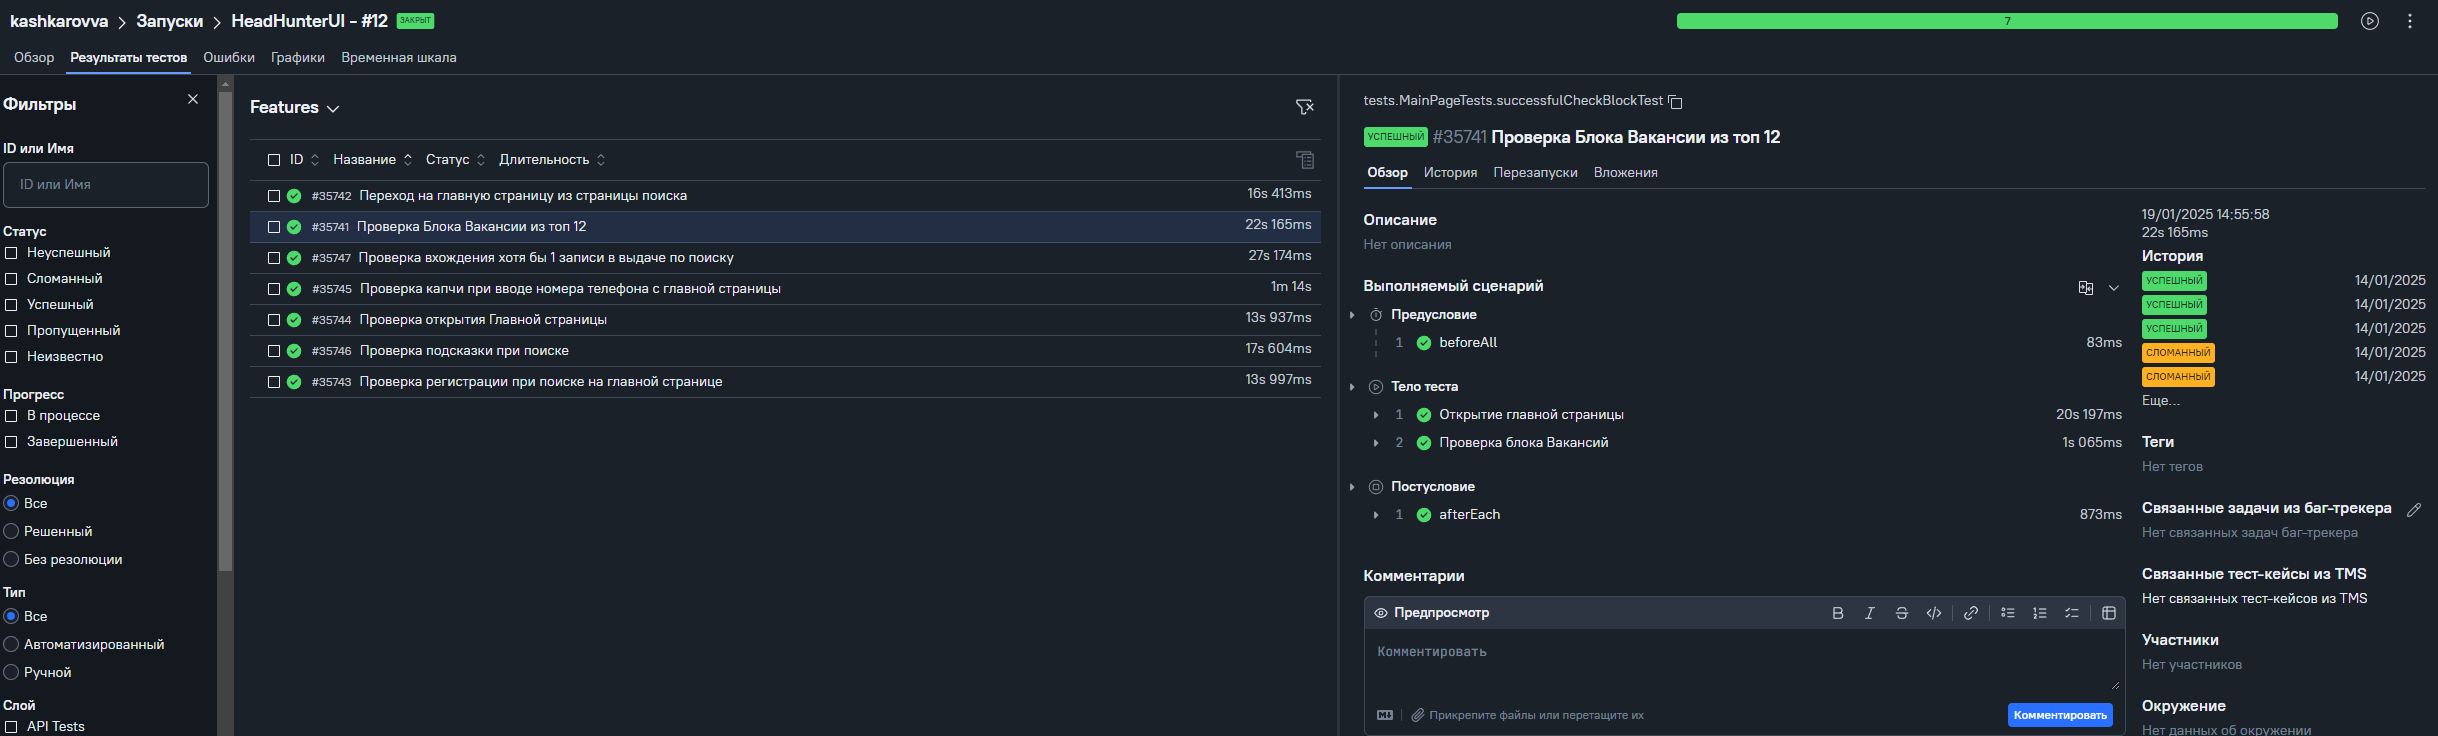 kashkarovva > Запуски > HeadHunterUI - #12 ЗАКРЫТ
7
Обзор Результаты тестов Ошибки Графики Временная шкала
Фильтры
ID или Имя
ID или Имя
Статус
Неуспешный
Сломанный
Успешный
Пропущенный
Неизвестно
Прогресс
В процессе
Завершенный
Резолюция
Все
Решенный
Без резолюции
Тип
Все
Автоматизированный
Ручной
Слой
API Tests
Features
ID Название Статус Длительность
#35742 Переход на главную страницу из страницы поиска 16s 413ms
#35741 Проверка Блока Вакансии из топ 12 22s 165ms
#35747 Проверка вхождения хотя бы 1 записи в выдаче по поиску 27s 174ms
#35745 Проверка капчи при вводе номера телефона с главной страницы 1m 14s
#35744 Проверка открытия Главной страницы 13s 937ms
#35746 Проверка подсказки при поиске 17s 604ms
#35743 Проверка регистрации при поиске на главной странице 13s 997ms
tests.MainPageTests.successfulCheckBlockTest
УСПЕШНЫЙ #35741 Проверка Блока Вакансии из топ 12
Обзор История Перезапуски Вложения
Описание
Нет описания
Выполняемый сценарий
Предусловие
1 beforeAll 83ms
Тело теста
1 Открытие главной страницы 20s 197ms
2 Проверка блока Вакансий 1s 065ms
Постусловие
1 afterEach 873ms
Комментарии
Предпросмотр
Комментировать
Прикрепите файлы или перетащите их
Комментировать
19/01/2025 14:55:58
22s 165ms
История
УСПЕШНЫЙ 14/01/2025
УСПЕШНЫЙ 14/01/2025
УСПЕШНЫЙ 14/01/2025
СЛОМАННЫЙ 14/01/2025
СЛОМАННЫЙ 14/01/2025
Еще...
Теги
Нет тегов
Связанные задачи из баг-трекера
Нет связанных задач баг-трекера
Связанные тест-кейсы из TMS
Нет связанных тест-кейсов из TMS
Участники
Нет участников
Окружение
Нет данных об окружении